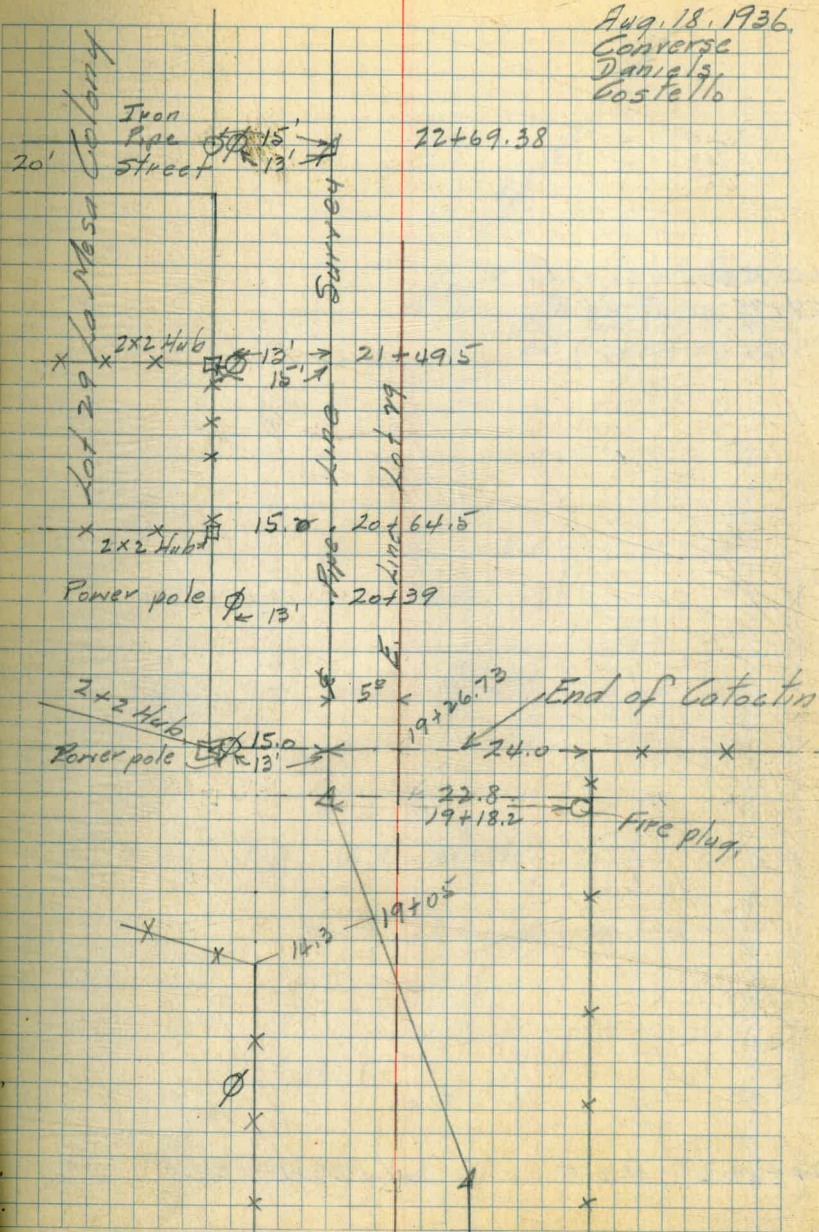 Aug. 18. 1936.
Converse
Daniels
Costello
Iron
Pipe
Street
20'
15'
13'
22+69.38
Lot 29 La Mesa Colony
Pipe Line Survey
E. Line Lot 29
2x2 Hub
13'
15'
21+49.5
2x2 Hub
15.0
20+64.5
Power pole
13'
20+39
5⁸
19+26.73
End of Catoctin
2x2 Hub
Power pole
15.0
13'
24.0
22.8
19+18.2
Fire plug.
19+05
14.3